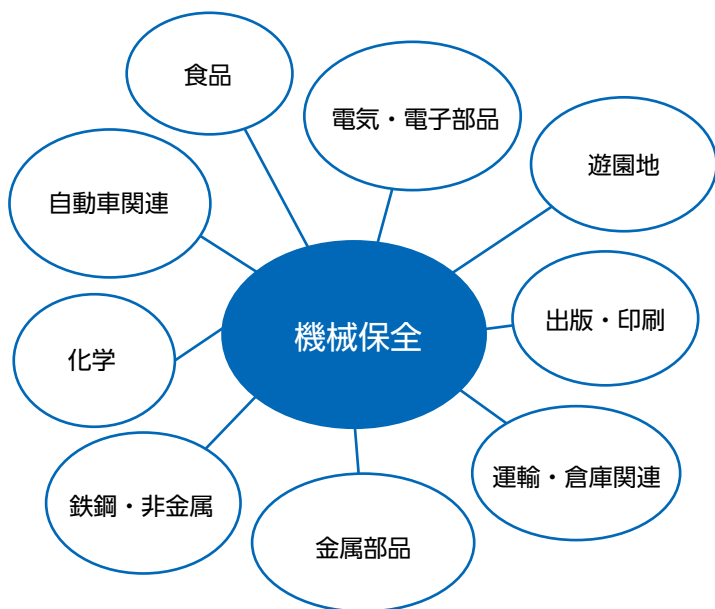 食品
電気・電子部品
遊園地
自動車関連
機械保全
出版・印刷
化学
運輸・倉庫関連
鉄鋼・非金属
金属部品